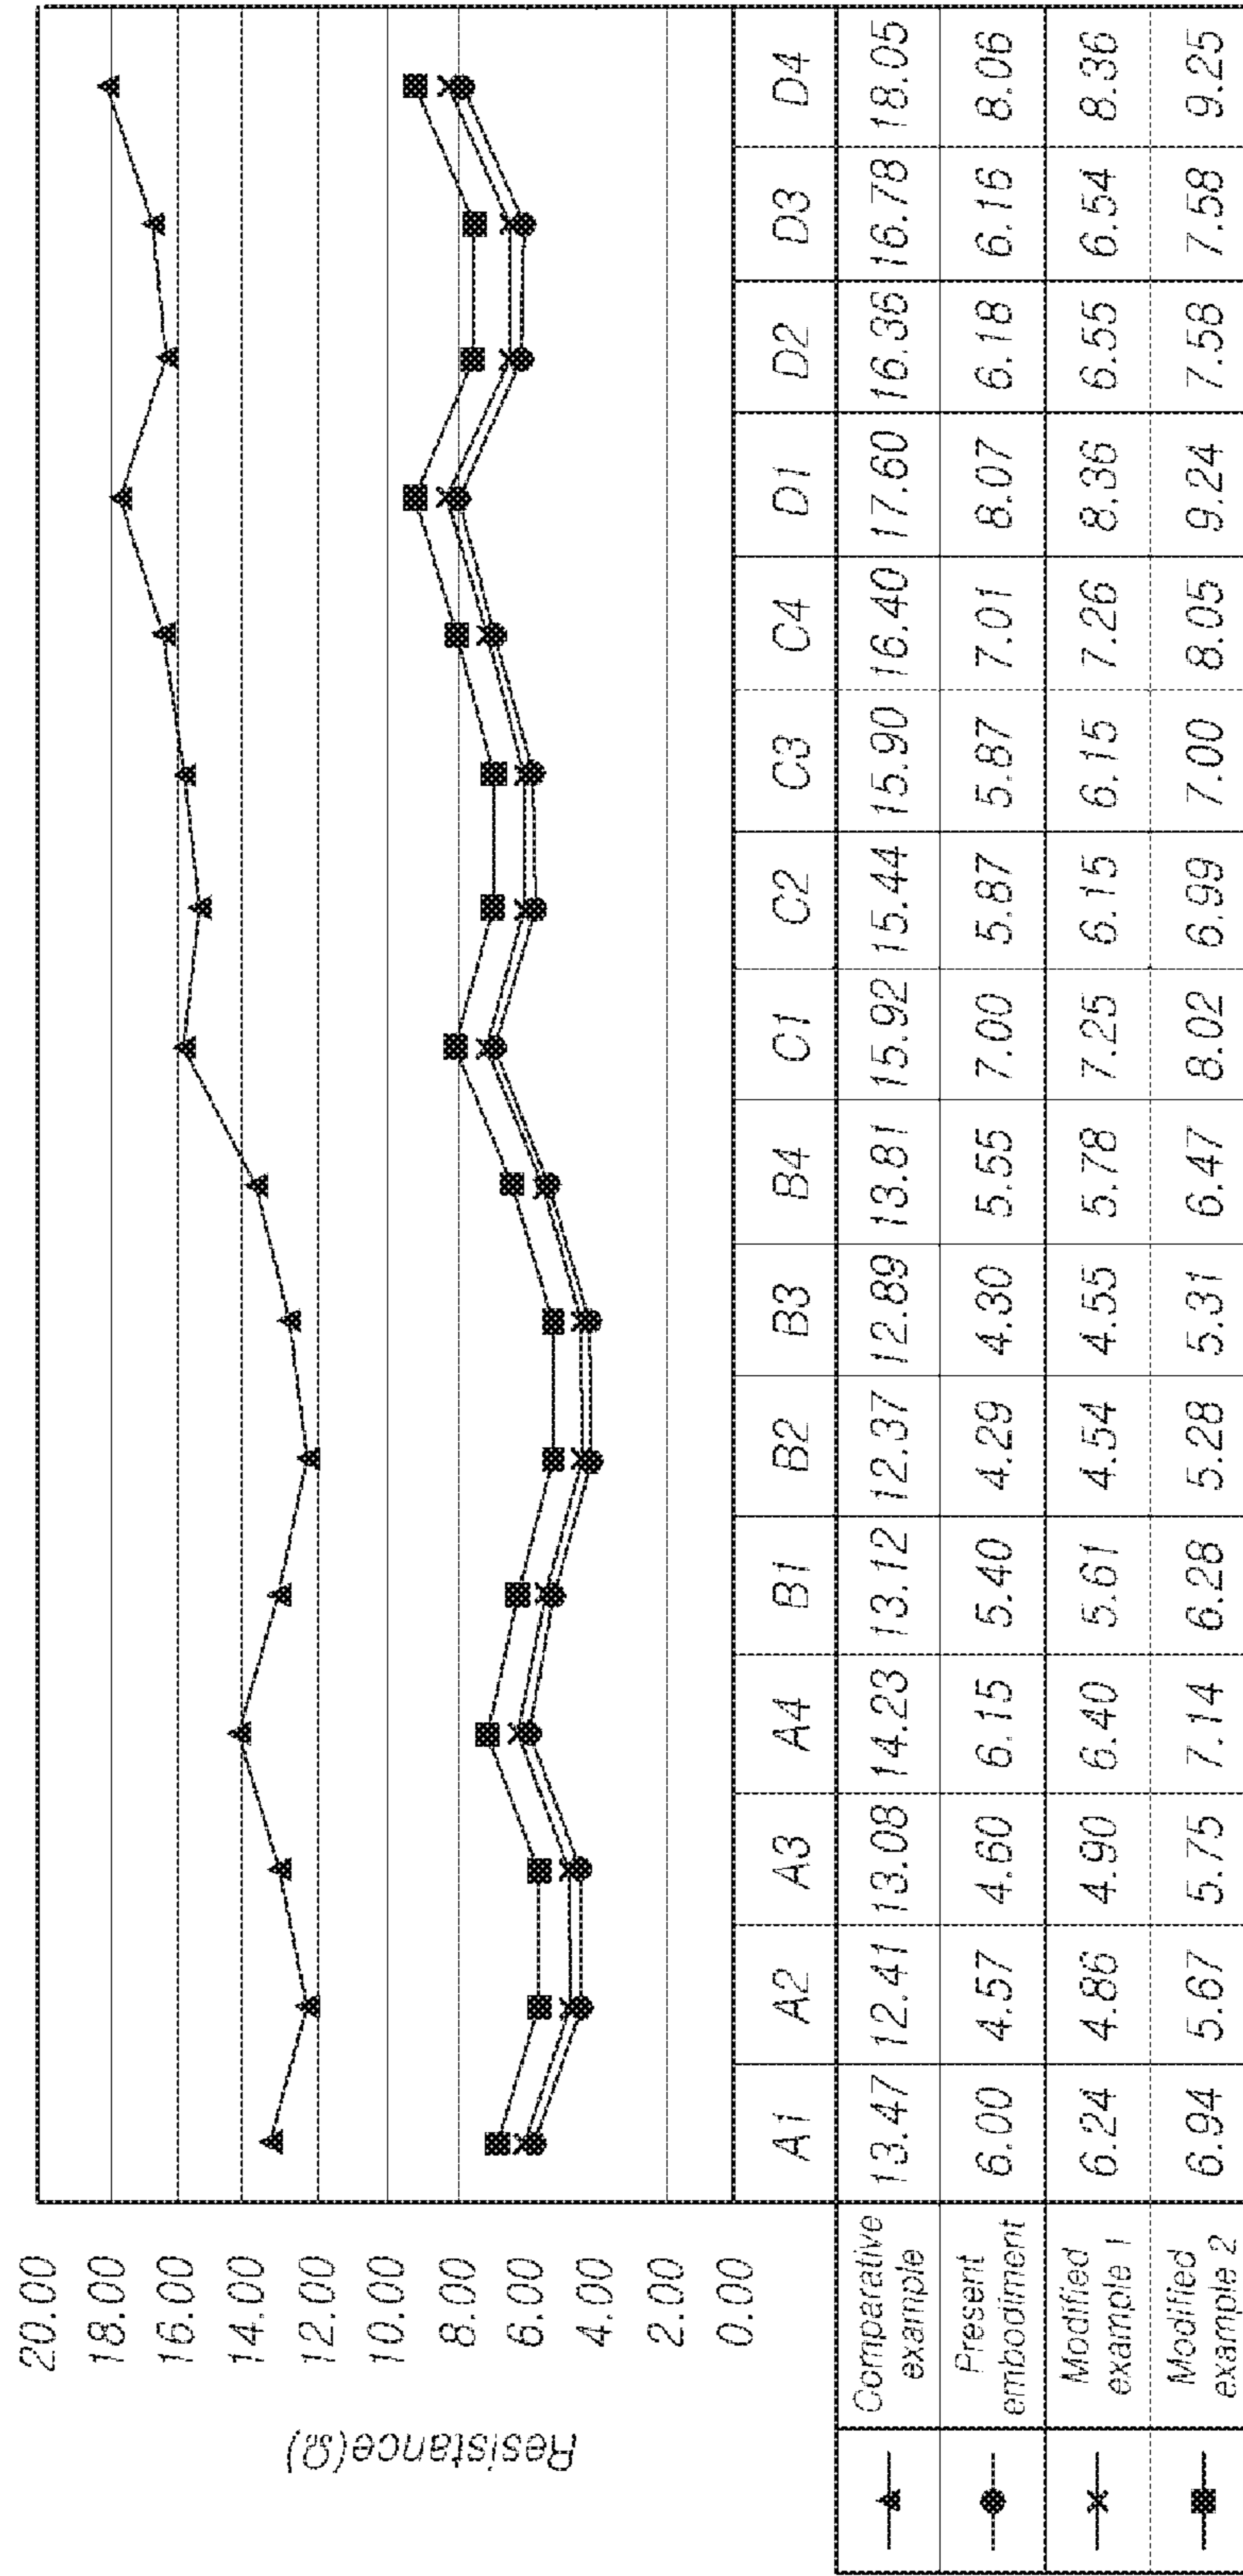 Resistance(Ω)
20.00
18.00
16.00
14.00
12.00
10.00
8.00
6.00
4.00
2.00
0.00
A1 A2 A3 A4 B1 B2 B3 B4 C1 C2 C3 C4 D1 D2 D3 D4
Comparative
example
13.47 12.41 13.08 14.23 13.12 12.37 12.89 13.81 15.92 15.44 15.90 16.40 17.60 16.36 16.78 18.05
Present
embodiment
6.00 4.57 4.60 6.15 5.40 4.29 4.30 5.55 7.00 5.87 5.87 7.01 8.07 6.18 6.16 8.06
Modified
example 1
6.24 4.86 4.90 6.40 5.61 4.54 4.55 5.78 7.25 6.15 6.15 7.26 8.36 6.55 6.54 8.36
Modified
example 2
6.94 5.67 5.75 7.14 6.28 5.28 5.31 6.47 8.02 6.99 7.00 8.05 9.24 7.58 7.58 9.25